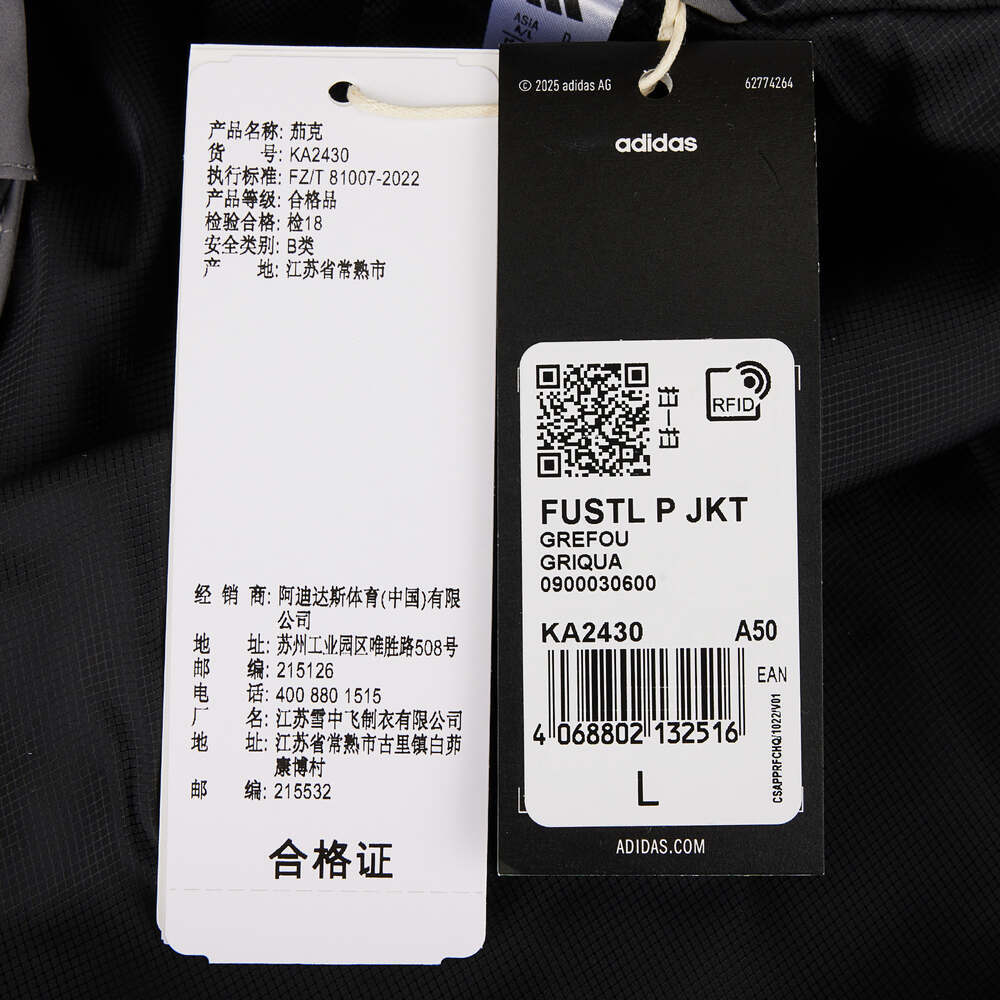 产品名称: 茄克
货 号: KA2430
执行标准: FZ/T 81007-2022
产品等级: 合格品
检验合格: 检18
安全类别: B类
产 地: 江苏省常熟市
经 销 商: 阿迪达斯体育(中国)有限
公司
地 址: 苏州工业园区唯胜路508号
邮 编: 215126
电 话: 400 880 1515
厂 名: 江苏雪中飞制衣有限公司
地 址: 江苏省常熟市古里镇白茆
康博村
邮 编: 215532
合格证
ASIA
A/L
D
© 2025 adidas AG
62774264
adidas
扫一扫
RFID
FUSTL P JKT
GREFOU
GRIQUA
0900030600
KA2430 A50
EAN
4 068802 132516
L
CSAPPRFCHQ/1022/V01
ADIDAS.COM